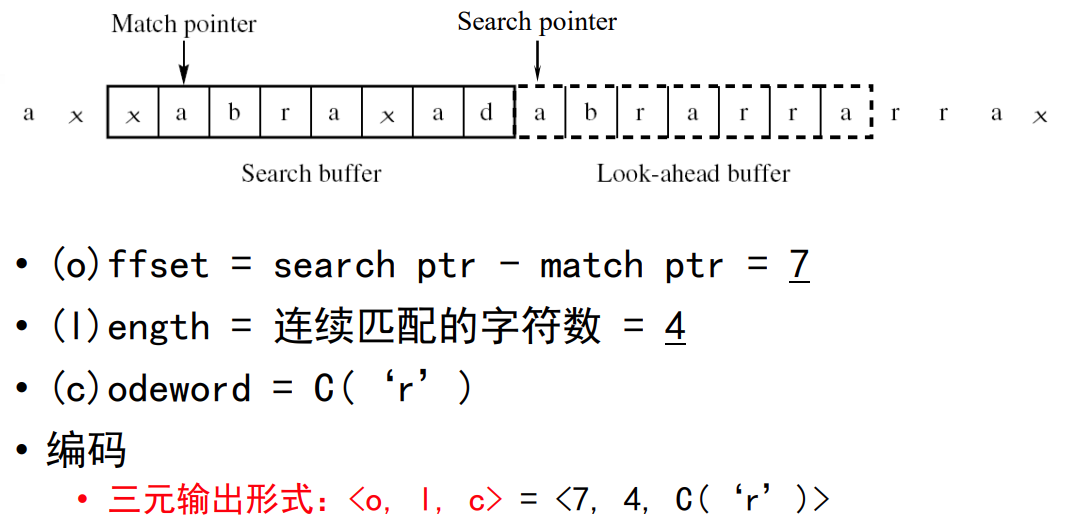 Match pointer Search pointer
a x x a b r a x a d a b r a r r a r r a x
Search buffer Look-ahead buffer
• (o)ffset = search ptr - match ptr = 7
• (l)ength = 连续匹配的字符数 = 4
• (c)odeword = C(‘r’)
• 编码
• 三元输出形式：<o, l, c> = <7, 4, C(‘r’)>